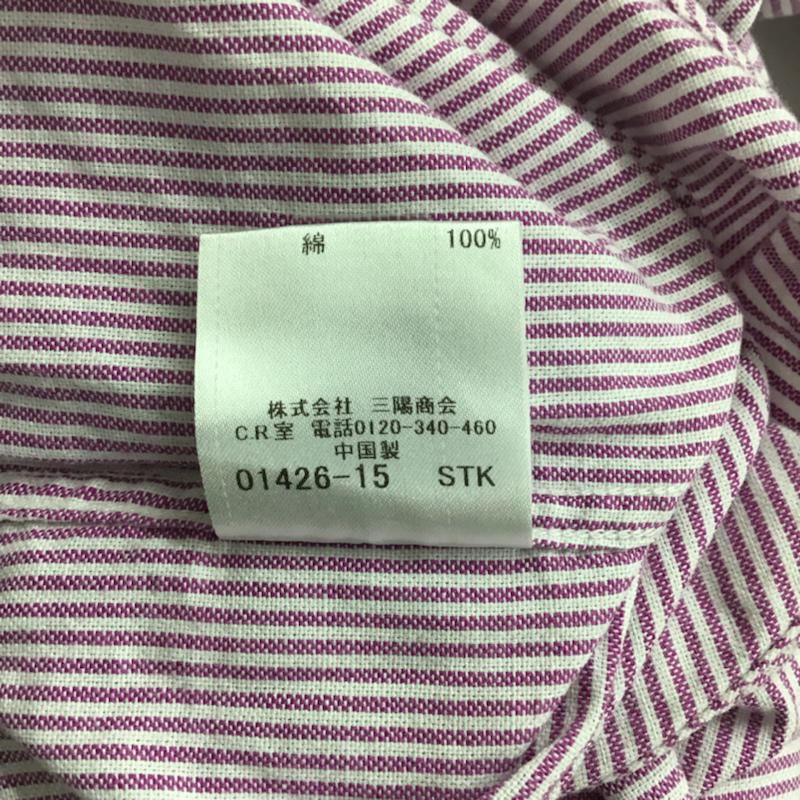 綿 100%
株式会社 三陽商会
C.R室 電話0120-340-460
中国製
01426-15 STK